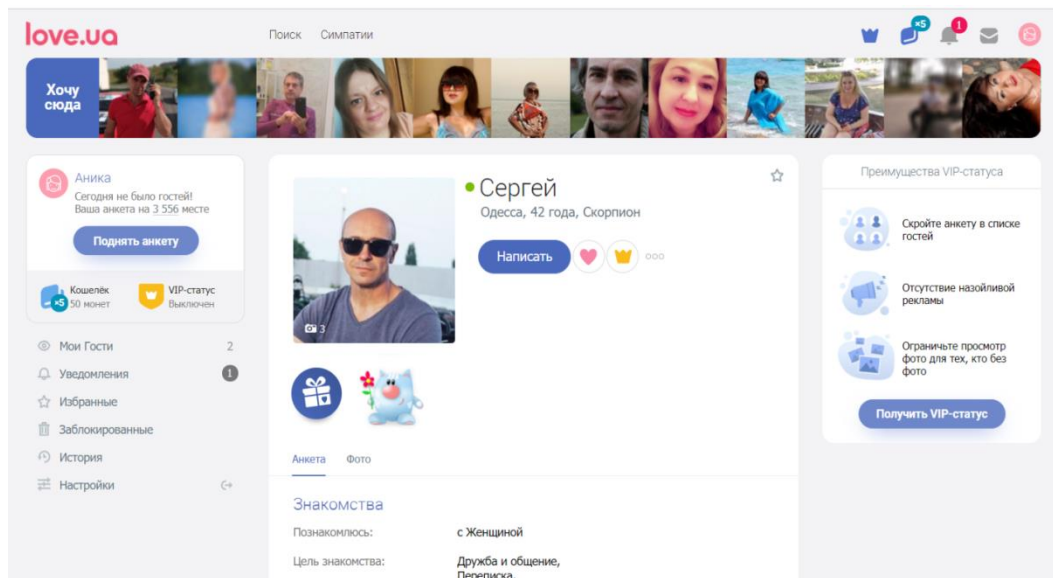 love.ua
Поиск Симпатии
×5
1
Хочу
сюда
Аника
Сегодня не было гостей!
Ваша анкета на 3 556 месте
Поднять анкету
Кошелёк
×5 50 монет
VIP-статус
Выключен
Мои Гости 2
Уведомления 1
Избранные
Заблокированные
История
Настройки
3
Сергей
Одесса, 42 года, Скорпион
Написать
Анкета Фото
Знакомства
Познакомлюсь: с Женщиной
Цель знакомства: Дружба и общение,
Переписка,
Преимущества VIP-статуса
Скройте анкету в списке
гостей
Отсутствие назойливой
рекламы
Ограничьте просмотр
фото для тех, кто без
фото
Получить VIP-статус